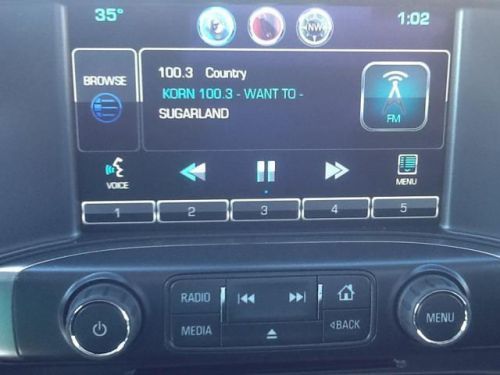 35°
NW
1:02
BROWSE
100.3 Country
KORN 100.3 - WANT TO -
SUGARLAND
FM
VOICE
MENU
1 2 3 4 5
RADIO
MEDIA
BACK
MENU